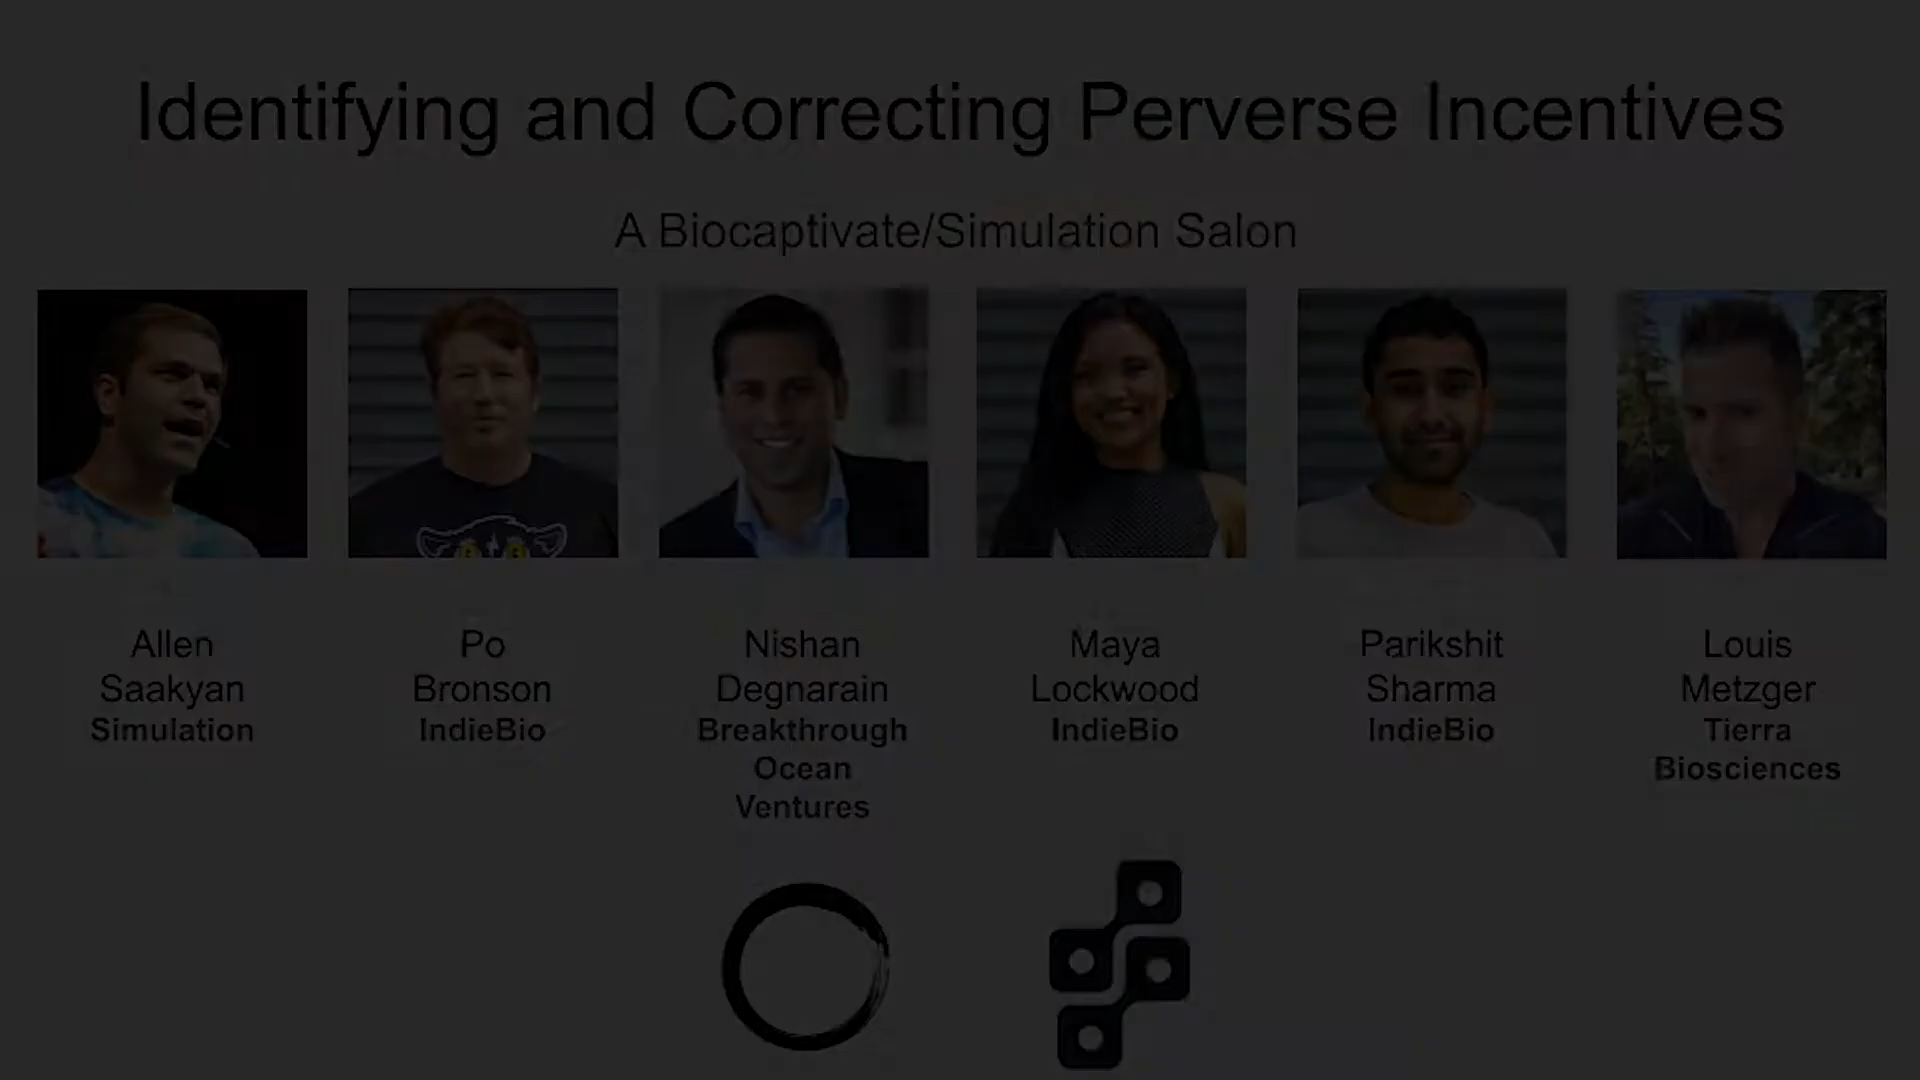 Identifying and Correcting Perverse Incentives
A Biocaptivate/Simulation Salon
Allen
Saakyan
Simulation
Po
Bronson
IndieBio
Nishan
Degnarain
Breakthrough
Ocean
Ventures
Maya
Lockwood
IndieBio
Parikshit
Sharma
IndieBio
Louis
Metzger
Tierra
Biosciences